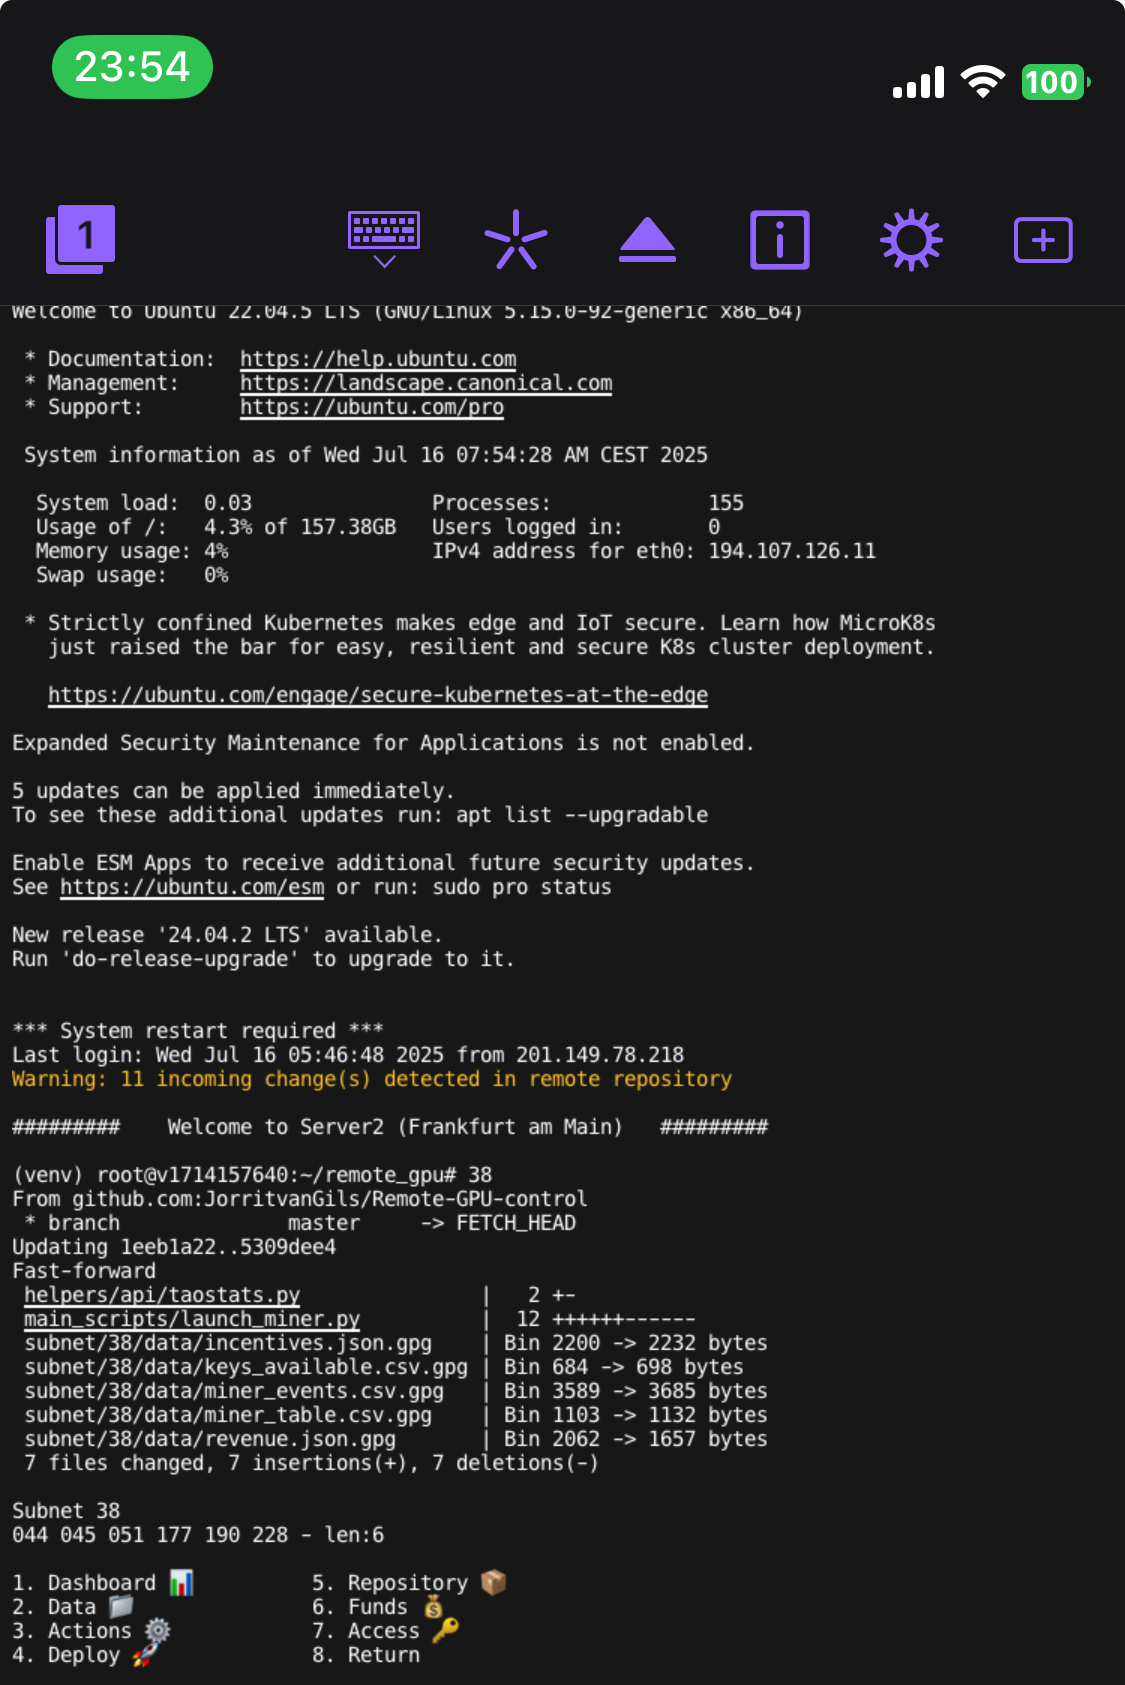 23:54
100
1
Welcome to Ubuntu 22.04.5 LTS (GNU/Linux 5.15.0-92-generic x86_64)
* Documentation:  https://help.ubuntu.com
* Management:     https://landscape.canonical.com
* Support:        https://ubuntu.com/pro
System information as of Wed Jul 16 07:54:28 AM CEST 2025
System load:  0.03               Processes:             155
Usage of /:   4.3% of 157.38GB   Users logged in:       0
Memory usage: 4%                 IPv4 address for eth0: 194.107.126.11
Swap usage:   0%
* Strictly confined Kubernetes makes edge and IoT secure. Learn how MicroK8s
just raised the bar for easy, resilient and secure K8s cluster deployment.
https://ubuntu.com/engage/secure-kubernetes-at-the-edge
Expanded Security Maintenance for Applications is not enabled.
5 updates can be applied immediately.
To see these additional updates run: apt list --upgradable
Enable ESM Apps to receive additional future security updates.
See https://ubuntu.com/esm or run: sudo pro status
New release '24.04.2 LTS' available.
Run 'do-release-upgrade' to upgrade to it.
*** System restart required ***
Last login: Wed Jul 16 05:46:48 2025 from 201.149.78.218
Warning: 11 incoming change(s) detected in remote repository
#########    Welcome to Server2 (Frankfurt am Main)   #########
(venv) root@v1714157640:~/remote_gpu# 38
From github.com:JorritvanGils/Remote-GPU-control
* branch            master     -> FETCH_HEAD
Updating 1eeb1a22..5309dee4
Fast-forward
helpers/api/taostats.py               |   2 +-
main_scripts/launch_miner.py          |  12 ++++++------
subnet/38/data/incentives.json.gpg    | Bin 2200 -> 2232 bytes
subnet/38/data/keys_available.csv.gpg | Bin 684 -> 698 bytes
subnet/38/data/miner_events.csv.gpg   | Bin 3589 -> 3685 bytes
subnet/38/data/miner_table.csv.gpg    | Bin 1103 -> 1132 bytes
subnet/38/data/revenue.json.gpg       | Bin 2062 -> 1657 bytes
7 files changed, 7 insertions(+), 7 deletions(-)
Subnet 38
044 045 051 177 190 228 - len:6
1. Dashboard 📊          5. Repository 📦
2. Data 📁               6. Funds 💰
3. Actions ⚙️            7. Access 🔑
4. Deploy 🚀             8. Return